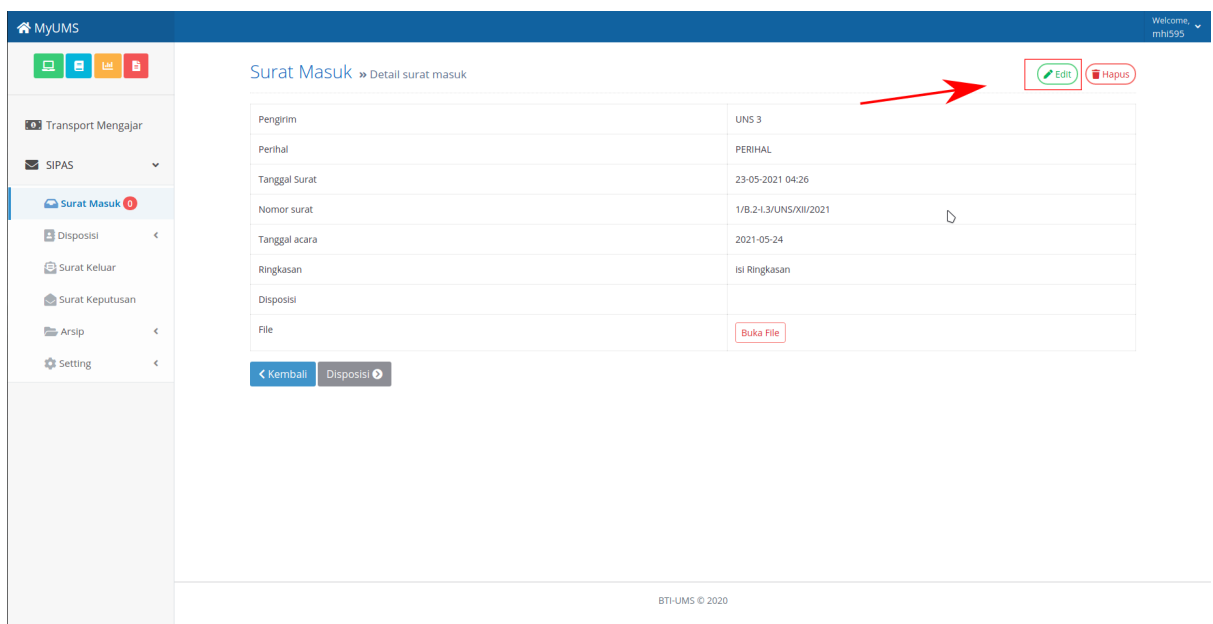 MyUMS
Welcome,
mhi595
Transport Mengajar
SIPAS
Surat Masuk 0
Disposisi
Surat Keluar
Surat Keputusan
Arsip
Setting
Surat Masuk » Detail surat masuk
Edit Hapus
Pengirim UNS 3
Perihal PERIHAL
Tanggal Surat 23-05-2021 04:26
Nomor surat 1/B.2-I.3/UNS/XII/2021
Tanggal acara 2021-05-24
Ringkasan Isi Ringkasan
Disposisi
File Buka File
Kembali Disposisi
BTI-UMS © 2020